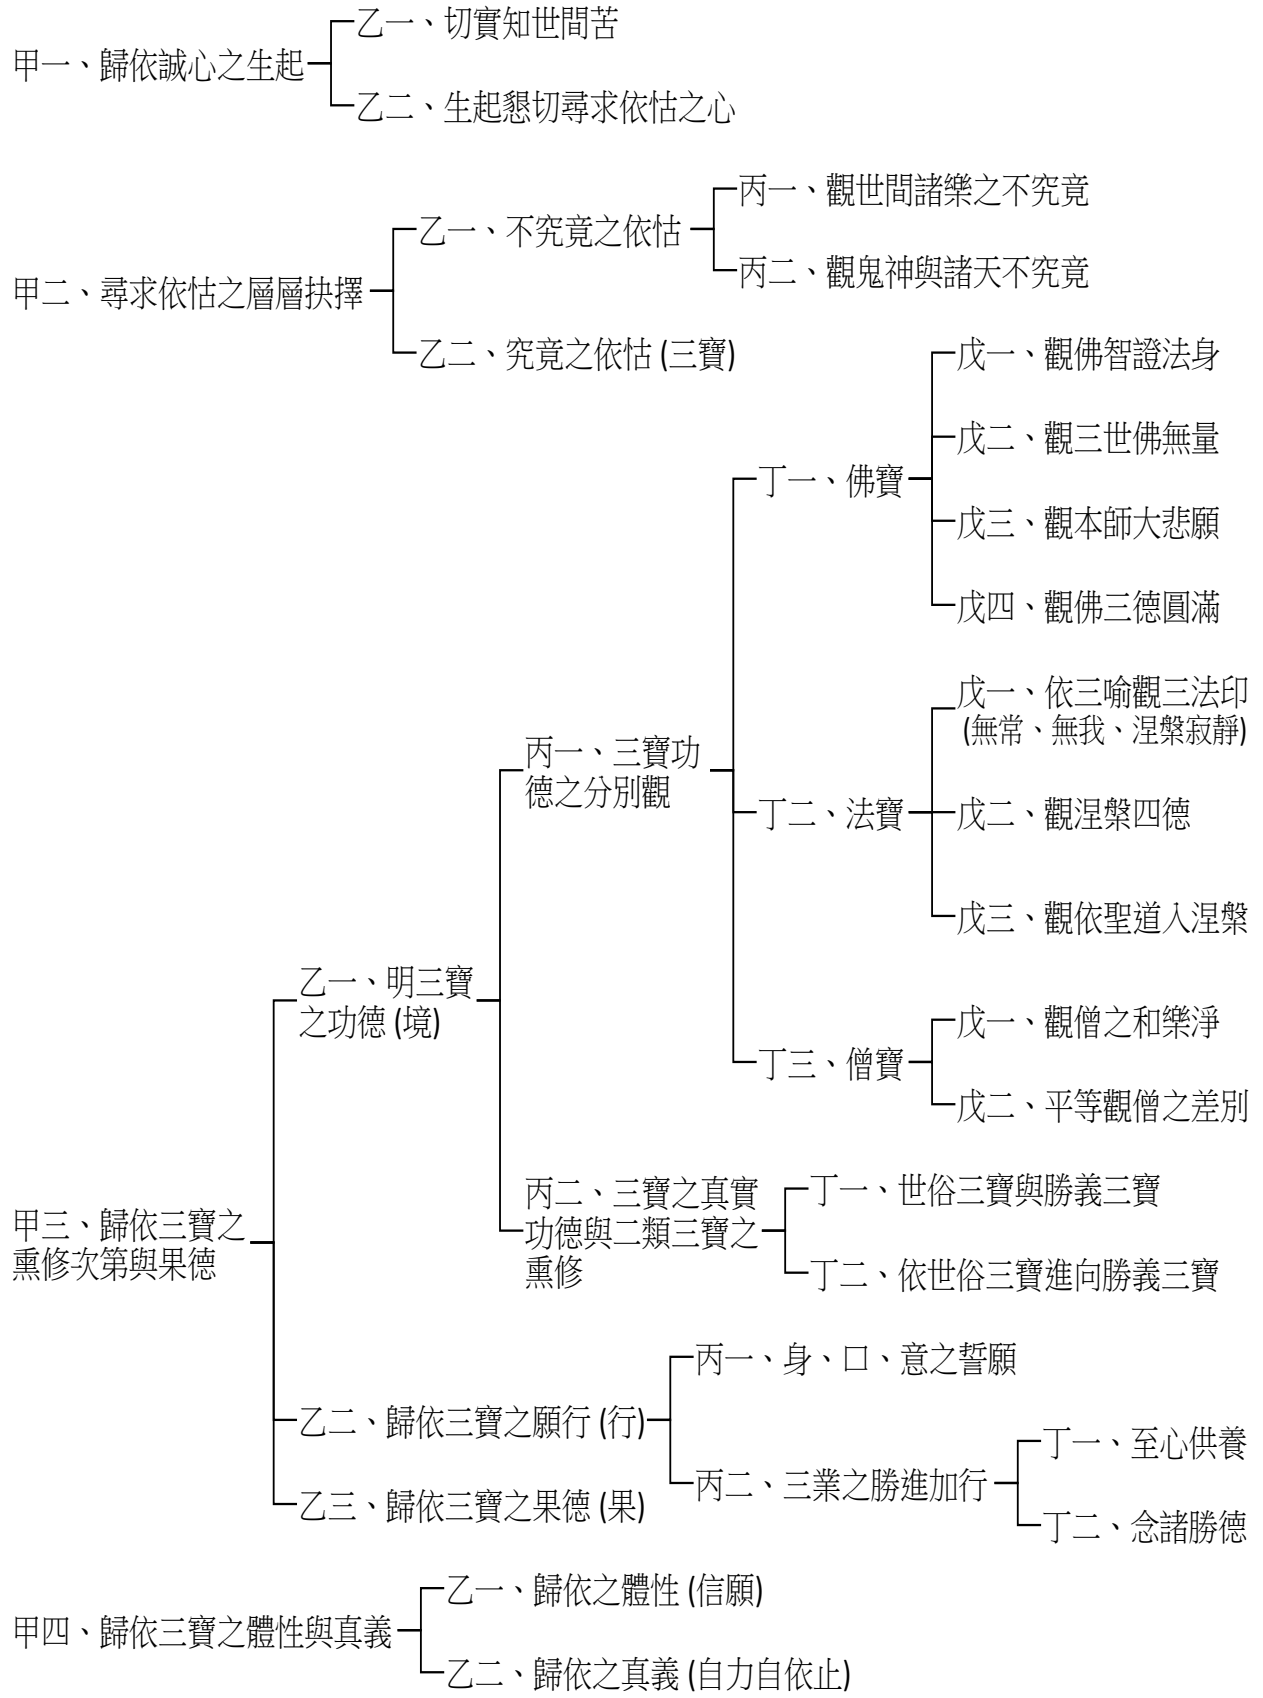 甲一、歸依誠心之生起
乙一、切實知世間苦
乙二、生起懇切尋求依怙之心
甲二、尋求依怙之層層抉擇
乙一、不究竟之依怙
丙一、觀世間諸樂之不究竟
丙二、觀鬼神與諸天不究竟
乙二、究竟之依怙 (三寶)
甲三、歸依三寶之
熏修次第與果德
乙一、明三寶
之功德 (境)
丙一、三寶功
德之分別觀
丁一、佛寶
戊一、觀佛智證法身
戊二、觀三世佛無量
戊三、觀本師大悲願
戊四、觀佛三德圓滿
丁二、法寶
戊一、依三喻觀三法印
(無常、無我、涅槃寂靜)
戊二、觀涅槃四德
戊三、觀依聖道入涅槃
丁三、僧寶
戊一、觀僧之和樂淨
戊二、平等觀僧之差別
丙二、三寶之真實
功德與二類三寶之
熏修
丁一、世俗三寶與勝義三寶
丁二、依世俗三寶進向勝義三寶
乙二、歸依三寶之願行 (行)
丙一、身、口、意之誓願
丙二、三業之勝進加行
丁一、至心供養
丁二、念諸勝德
乙三、歸依三寶之果德 (果)
甲四、歸依三寶之體性與真義
乙一、歸依之體性 (信願)
乙二、歸依之真義 (自力自依止)